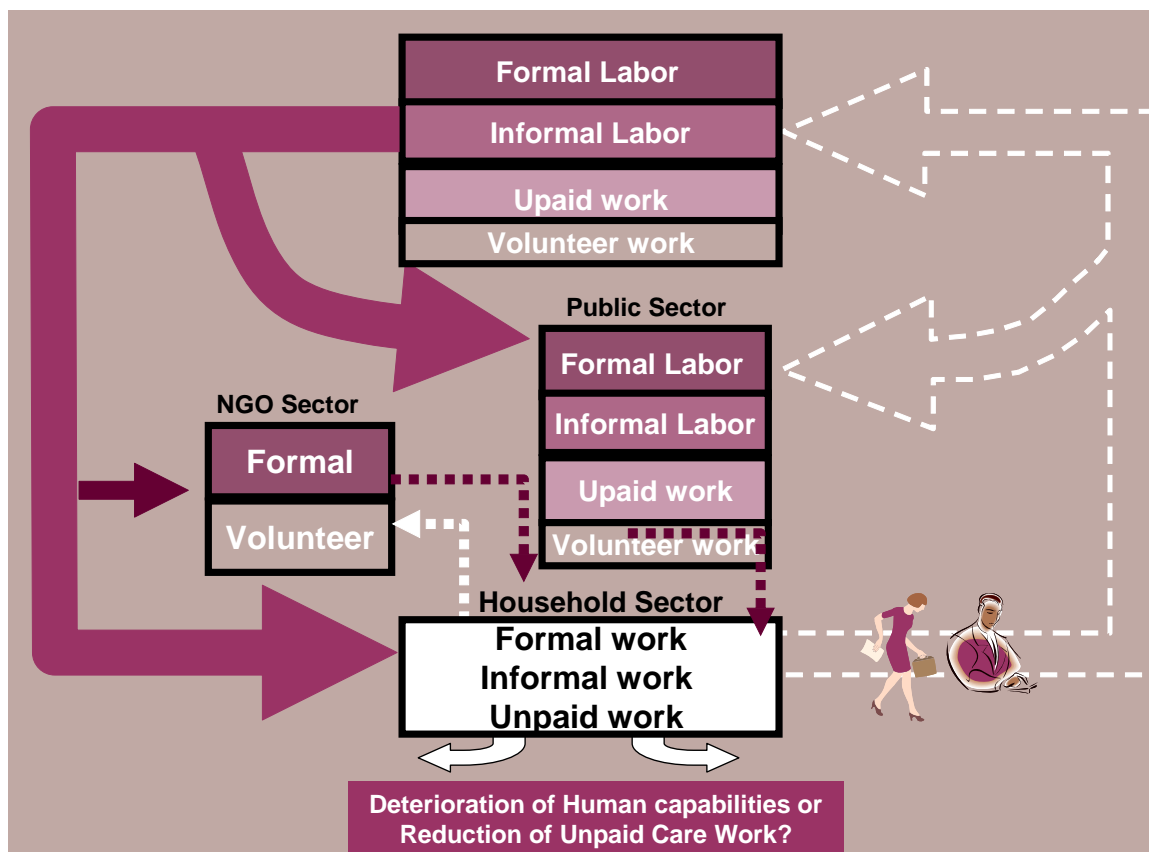 Formal Labor
Informal Labor
Upaid work
Volunteer work
Public Sector
Formal Labor
Informal Labor
Upaid work
Volunteer work
NGO Sector
Formal
Volunteer
Household Sector
Formal work
Informal work
Unpaid work
Deterioration of Human capabilities or
Reduction of Unpaid Care Work?